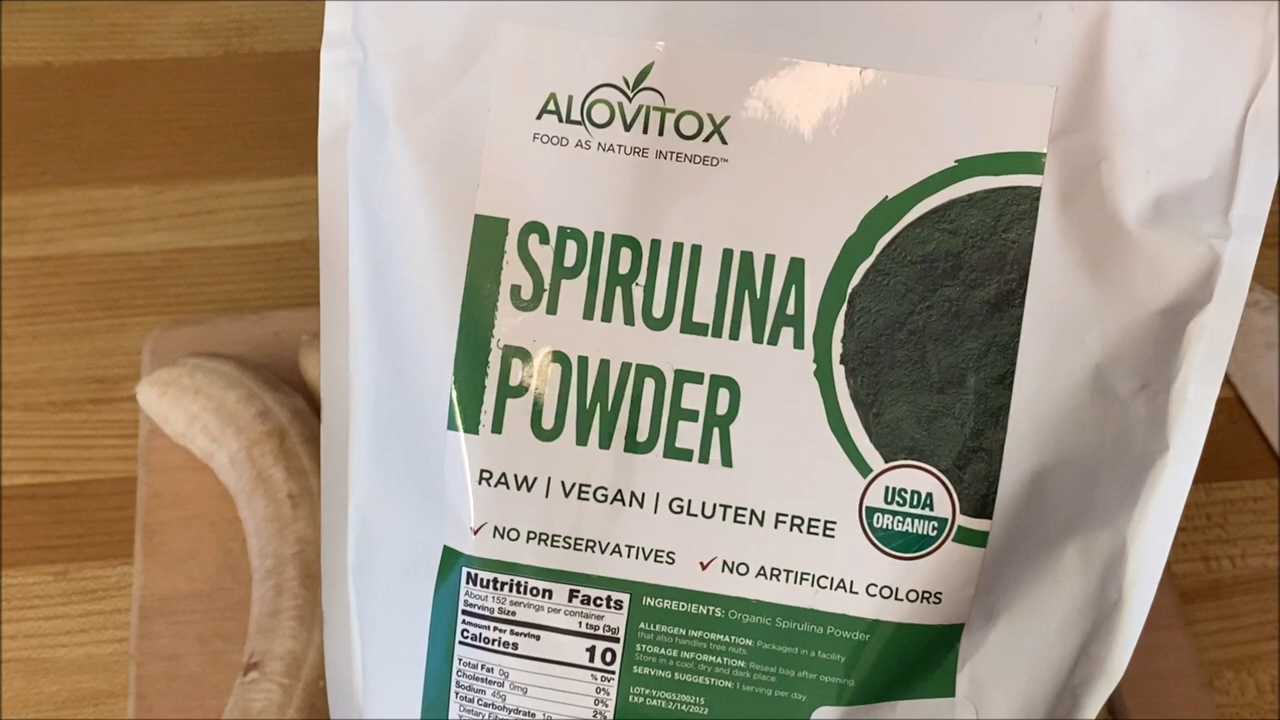 ALOVITOX
FOOD AS NATURE INTENDED™
SPIRULINA
POWDER
RAW | VEGAN | GLUTEN FREE
USDA
ORGANIC
✓ NO PRESERVATIVES ✓ NO ARTIFICIAL COLORS
Nutrition Facts
About 152 servings per container
Serving Size 1 tsp (3g)
Amount Per Serving
Calories 10
% DV*
Total Fat 0g 0%
Cholesterol 0mg 0%
Sodium 45g 2%
Total Carbohydrate 1g
INGREDIENTS: Organic Spirulina Powder
ALLERGEN INFORMATION: Packaged in a facility
that also handles tree nuts.
STORAGE INFORMATION: Reseal bag after opening.
Store in a cool, dry and dark place.
SERVING SUGGESTION: 1 serving per day
LOT#:YJOGS200215
EXP DATE:2/14/2022